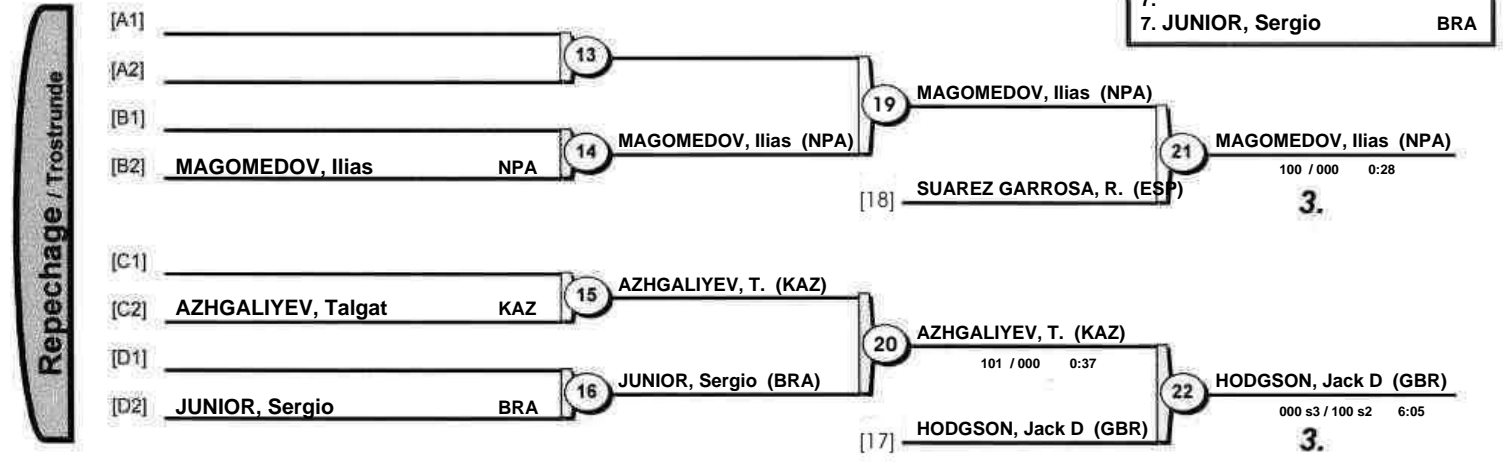 7.
7. JUNIOR, Sergio BRA
Repechage / Trostrunde
[A1]
13
[A2]
MAGOMEDOV, Ilias (NPA)
19
[B1]
MAGOMEDOV, Ilias (NPA)
14
MAGOMEDOV, Ilias (NPA)
21
[B2] MAGOMEDOV, Ilias NPA
100 / 000 0:28
[18] SUAREZ GARROSA, R. (ESP)
3.
[C1]
AZHGALIYEV, T. (KAZ)
15
[C2] AZHGALIYEV, Talgat KAZ
AZHGALIYEV, T. (KAZ)
20
101 / 000 0:37
[D1]
JUNIOR, Sergio (BRA)
16
HODGSON, Jack D (GBR)
22
[D2] JUNIOR, Sergio BRA
000 s3 / 100 s2 6:05
[17] HODGSON, Jack D (GBR)
3.